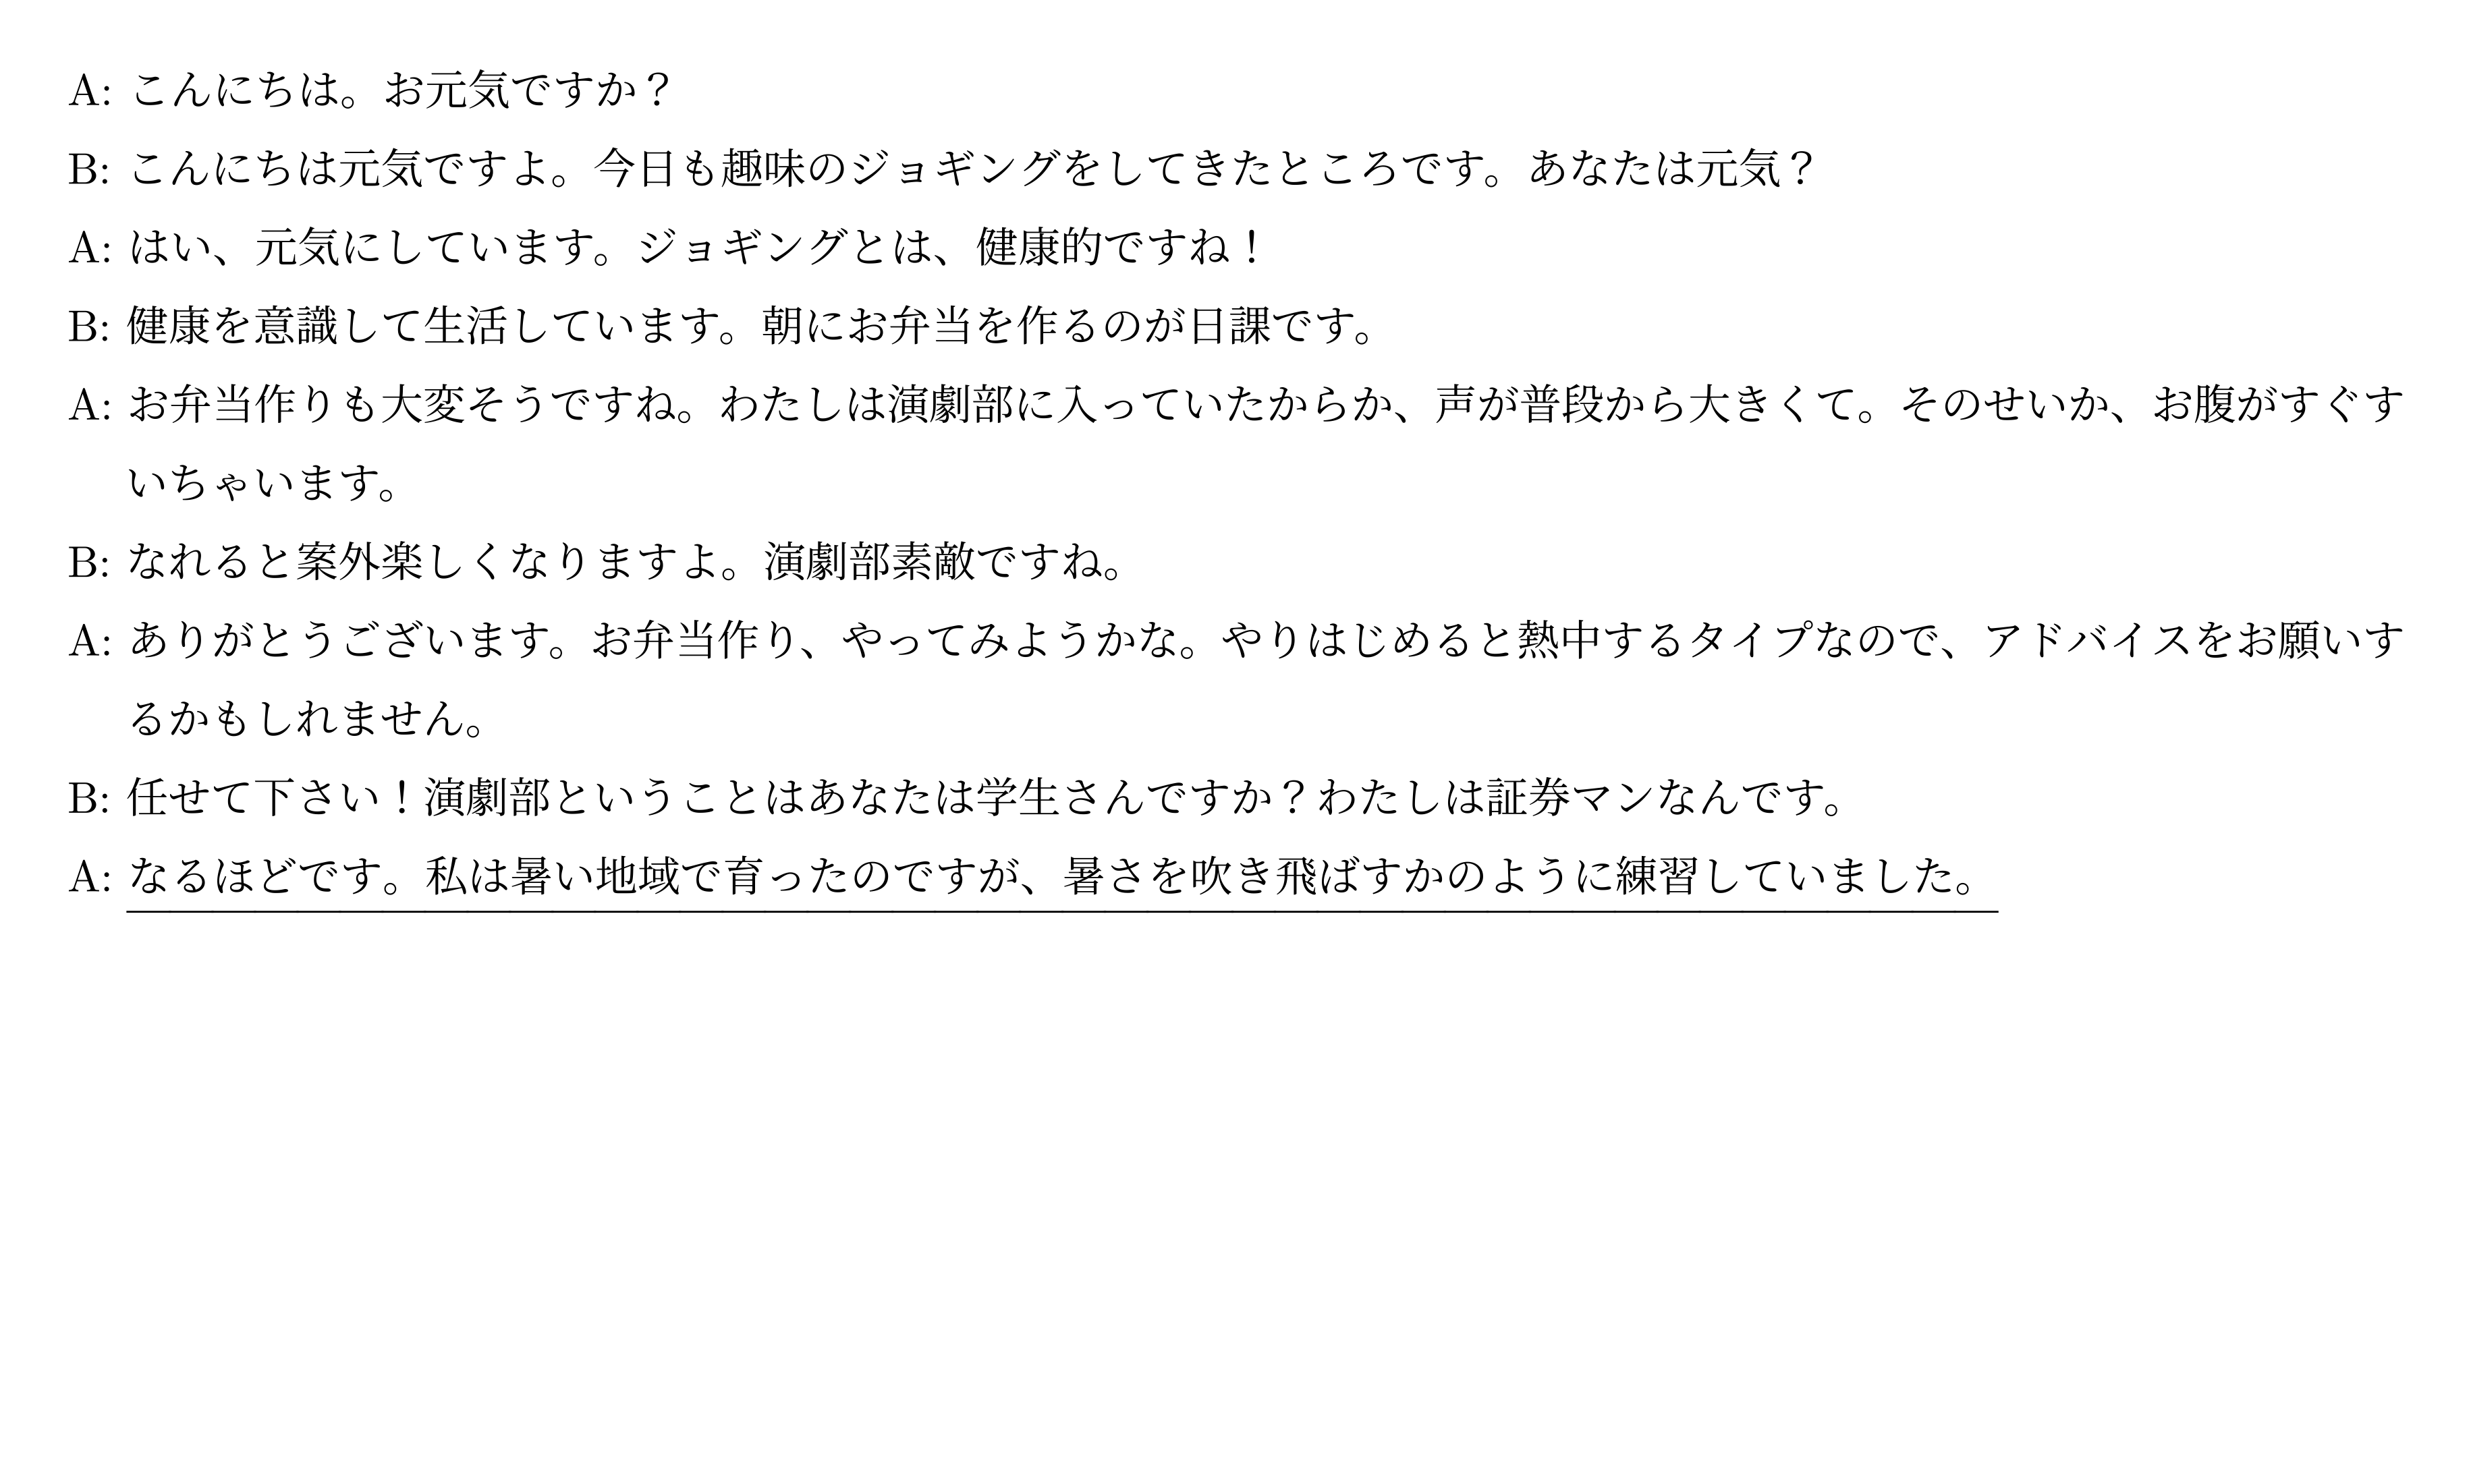 A: こんにちは。お元気ですか？
B: こんにちは元気ですよ。今日も趣味のジョギングをしてきたところです。あなたは元気？
A: はい、元気にしています。ジョギングとは、健康的ですね！
B: 健康を意識して生活しています。朝にお弁当を作るのが日課です。
A: お弁当作りも大変そうですね。わたしは演劇部に入っていたからか、声が普段から大きくて。そのせいか、お腹がすぐす
いちゃいます。
B: なれると案外楽しくなりますよ。演劇部素敵ですね。
A: ありがとうございます。お弁当作り、やってみようかな。やりはじめると熱中するタイプなので、アドバイスをお願いす
るかもしれません。
B: 任せて下さい！演劇部ということはあなたは学生さんですか？わたしは証券マンなんです。
A: なるほどです。私は暑い地域で育ったのですが、暑さを吹き飛ばすかのように練習していました。